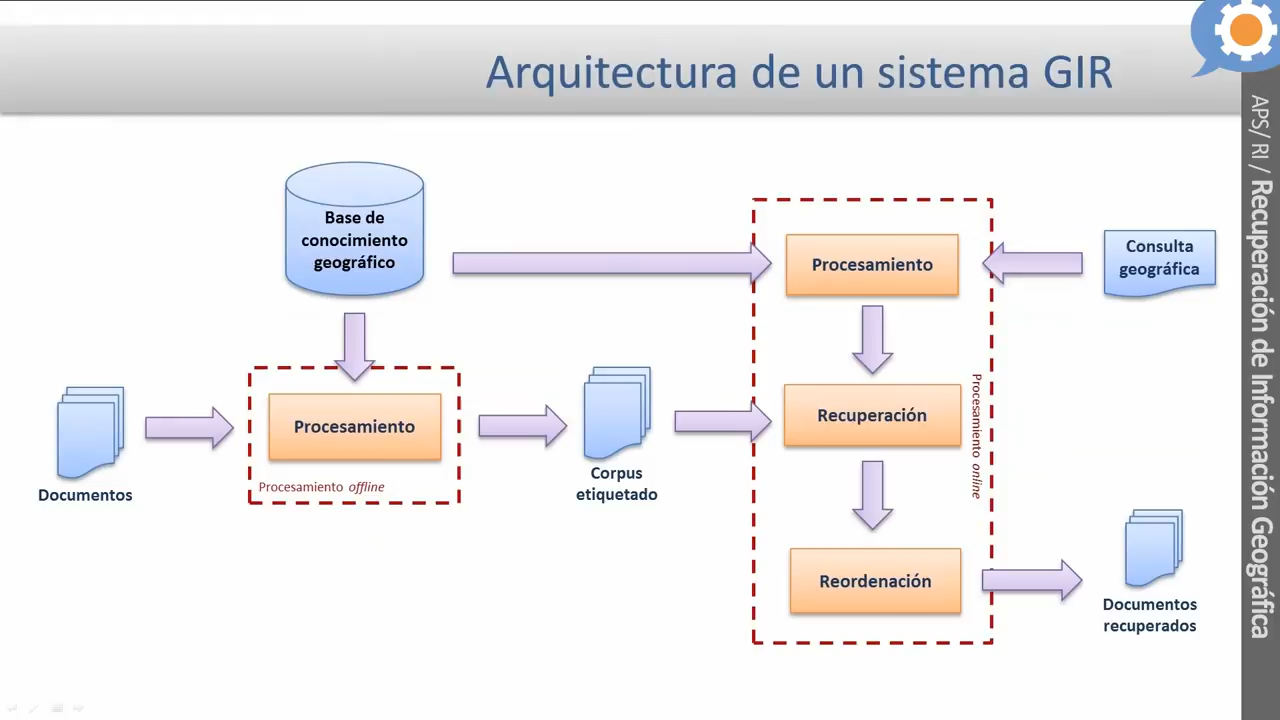 Arquitectura de un sistema GIR
APS/ RI / Recuperación de Información Geográfica
Base de
conocimiento
geográfico
Procesamiento
Consulta
geográfica
Documentos
Procesamiento
Procesamiento offline
Corpus
etiquetado
Recuperación
Procesamiento online
Reordenación
Documentos
recuperados